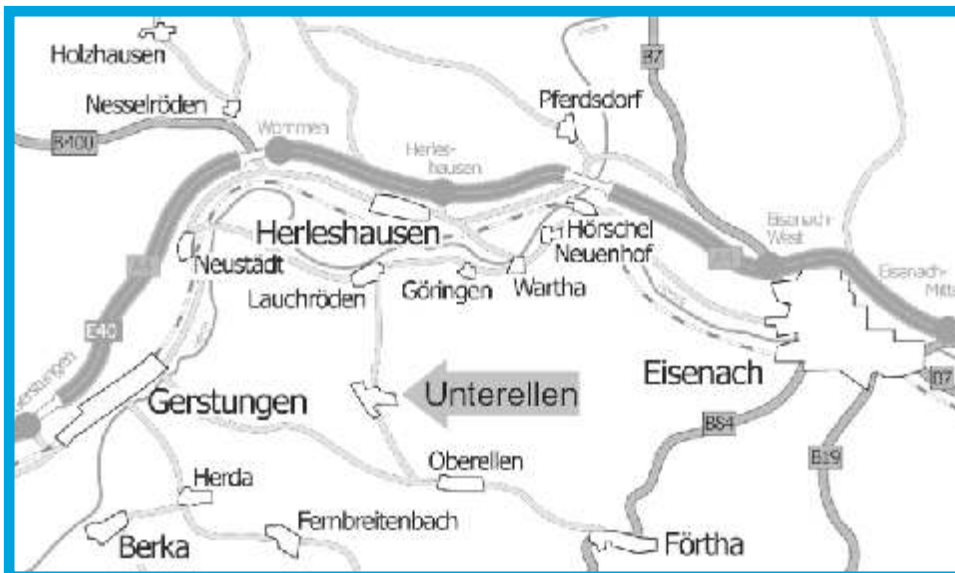 Holzhausen
B7
Nesselröden
Pferdsdorf
Wommen
B400
Herles-
hausen
Eisenach-
West
Herleshausen
Hörschel
Neuenhof
Neustädt
Lauchröden
Göringen
Wartha
Eisenach-
Mitte
E40
Gerstungen
Eisenach
B7
Unterellen
Gerstungen
B84
B19
Oberellen
Herda
Fernbreitenbach
Berka
Förtha